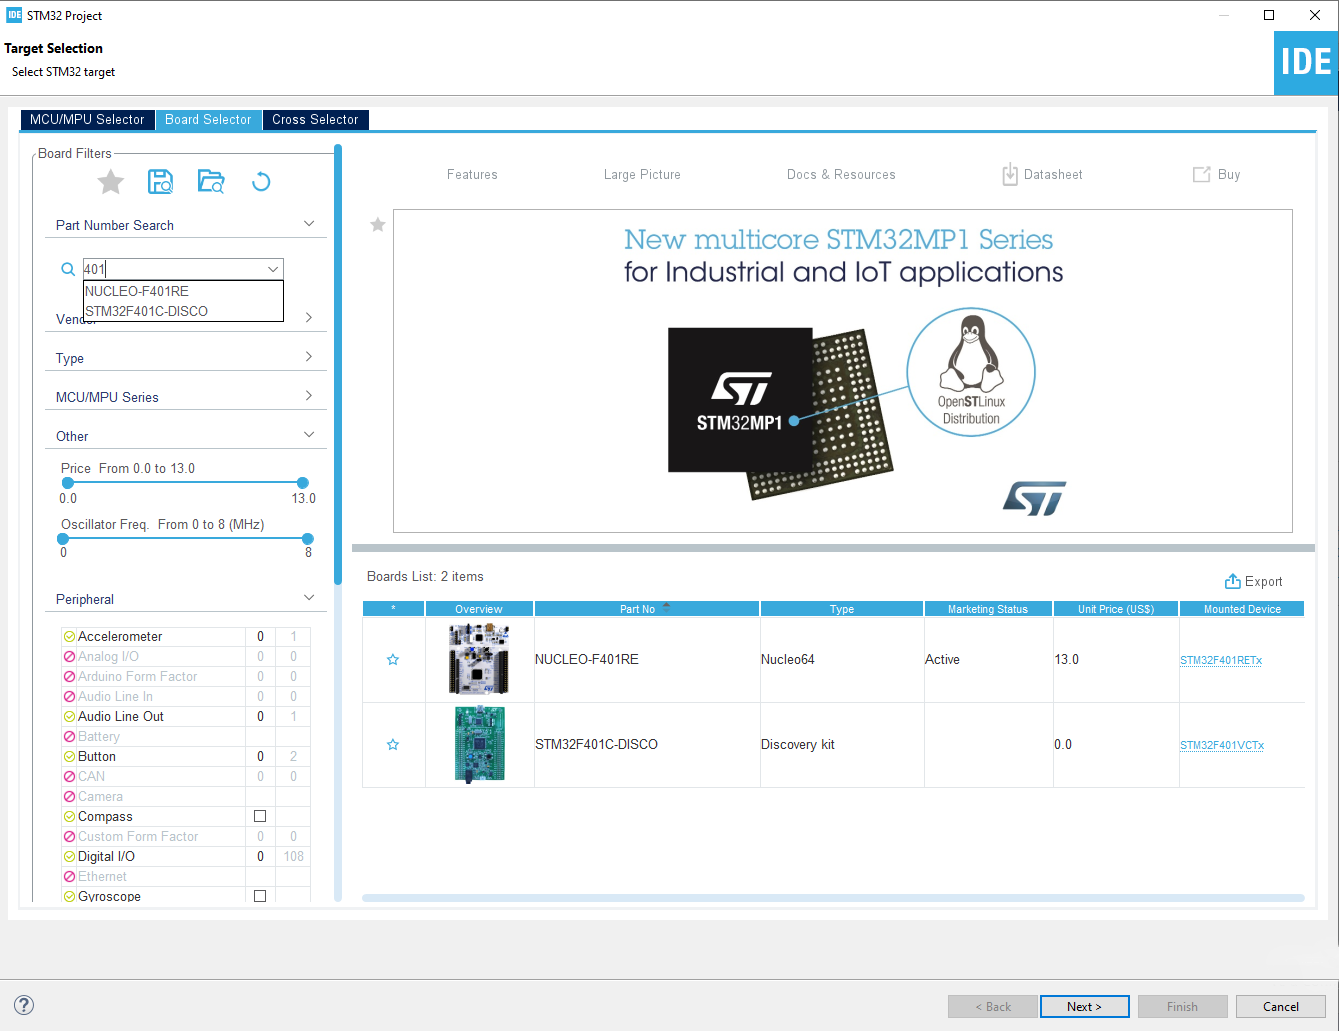 IDE STM32 Project
Target Selection
Select STM32 target
IDE
MCU/MPU Selector Board Selector Cross Selector
Board Filters
Part Number Search
401
NUCLEO-F401RE
STM32F401C-DISCO
Vendor
Type
MCU/MPU Series
Other
Price From 0.0 to 13.0
0.0 13.0
Oscillator Freq. From 0 to 8 (MHz)
0 8
Peripheral
Accelerometer 0 1
Analog I/O 0 0
Arduino Form Factor 0 0
Audio Line In 0 0
Audio Line Out 0 1
Battery
Button 0 2
CAN 0 0
Camera
Compass
Custom Form Factor 0 0
Digital I/O 0 108
Ethernet
Gyroscope
Features Large Picture Docs & Resources Datasheet Buy
New multicore STM32MP1 Series
for Industrial and IoT applications
ST
STM32MP1
OpenSTLinux
Distribution
ST
Boards List: 2 items
Export
* Overview Part No Type Marketing Status Unit Price (US$) Mounted Device
NUCLEO-F401RE Nucleo64 Active 13.0 STM32F401RETx
STM32F401C-DISCO Discovery kit 0.0 STM32F401VCTx
?
< Back Next > Finish Cancel